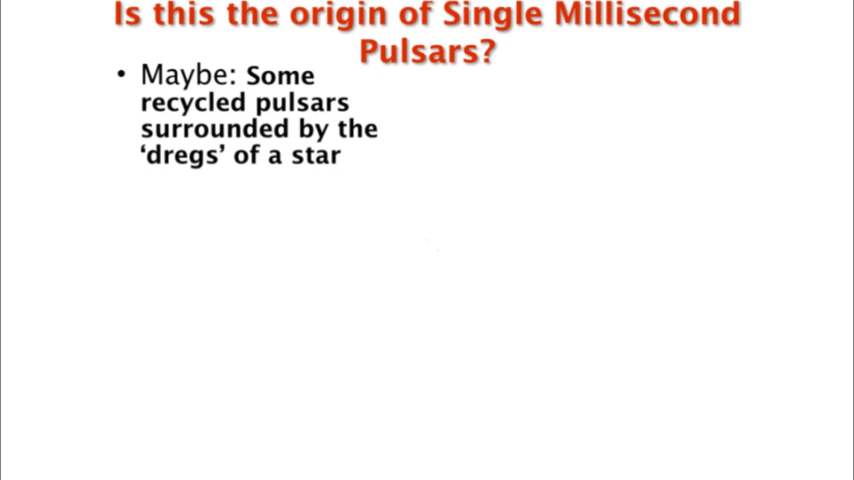 Is this the origin of Single Millisecond
Pulsars?
• Maybe: Some
recycled pulsars
surrounded by the
‘dregs’ of a star